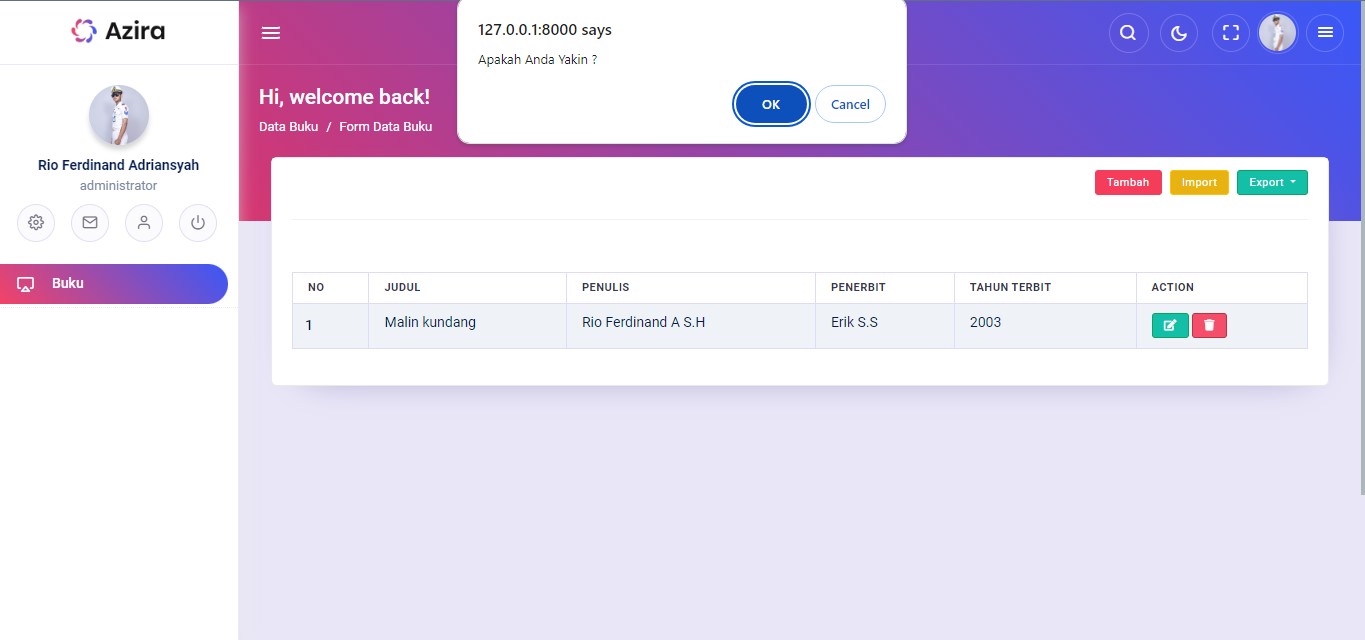 Azira
127.0.0.1:8000 says
Apakah Anda Yakin ?
OK Cancel
Hi, welcome back!
Data Buku / Form Data Buku
Rio Ferdinand Adriansyah
administrator
Buku
Tambah Import Export
NO JUDUL PENULIS PENERBIT TAHUN TERBIT ACTION
1 Malin kundang Rio Ferdinand A S.H Erik S.S 2003